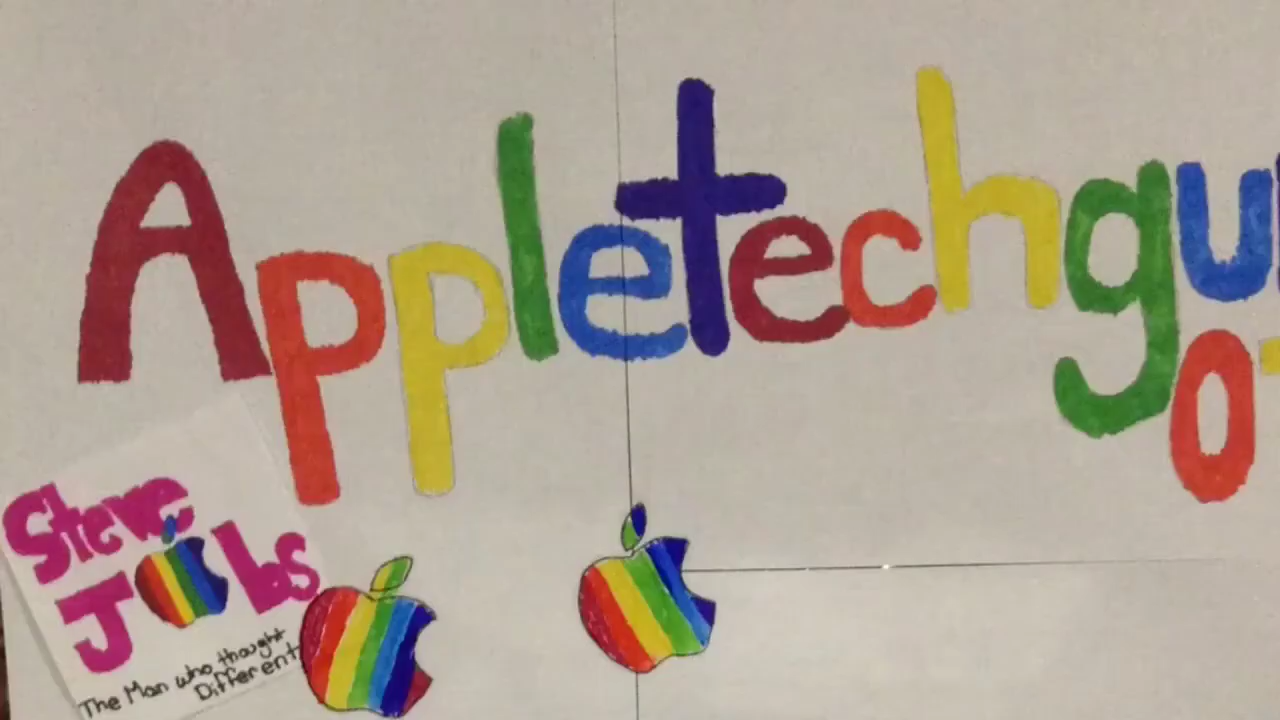 Appletechgu
0
Steve
Jobs
The Man who thought
Different